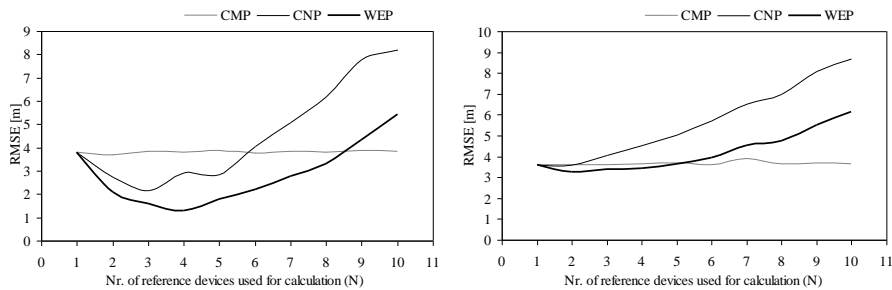 CMP CNP WEP
9
8
7
6
5
4
3
2
1
0
RMSE [m]
0 1 2 3 4 5 6 7 8 9 10 11
Nr. of reference devices used for calculation (N)
CMP CNP WEP
10
9
8
7
6
5
4
3
2
1
0
RMSE [m]
0 1 2 3 4 5 6 7 8 9 10 11
Nr. of reference devices used for calculation (N)